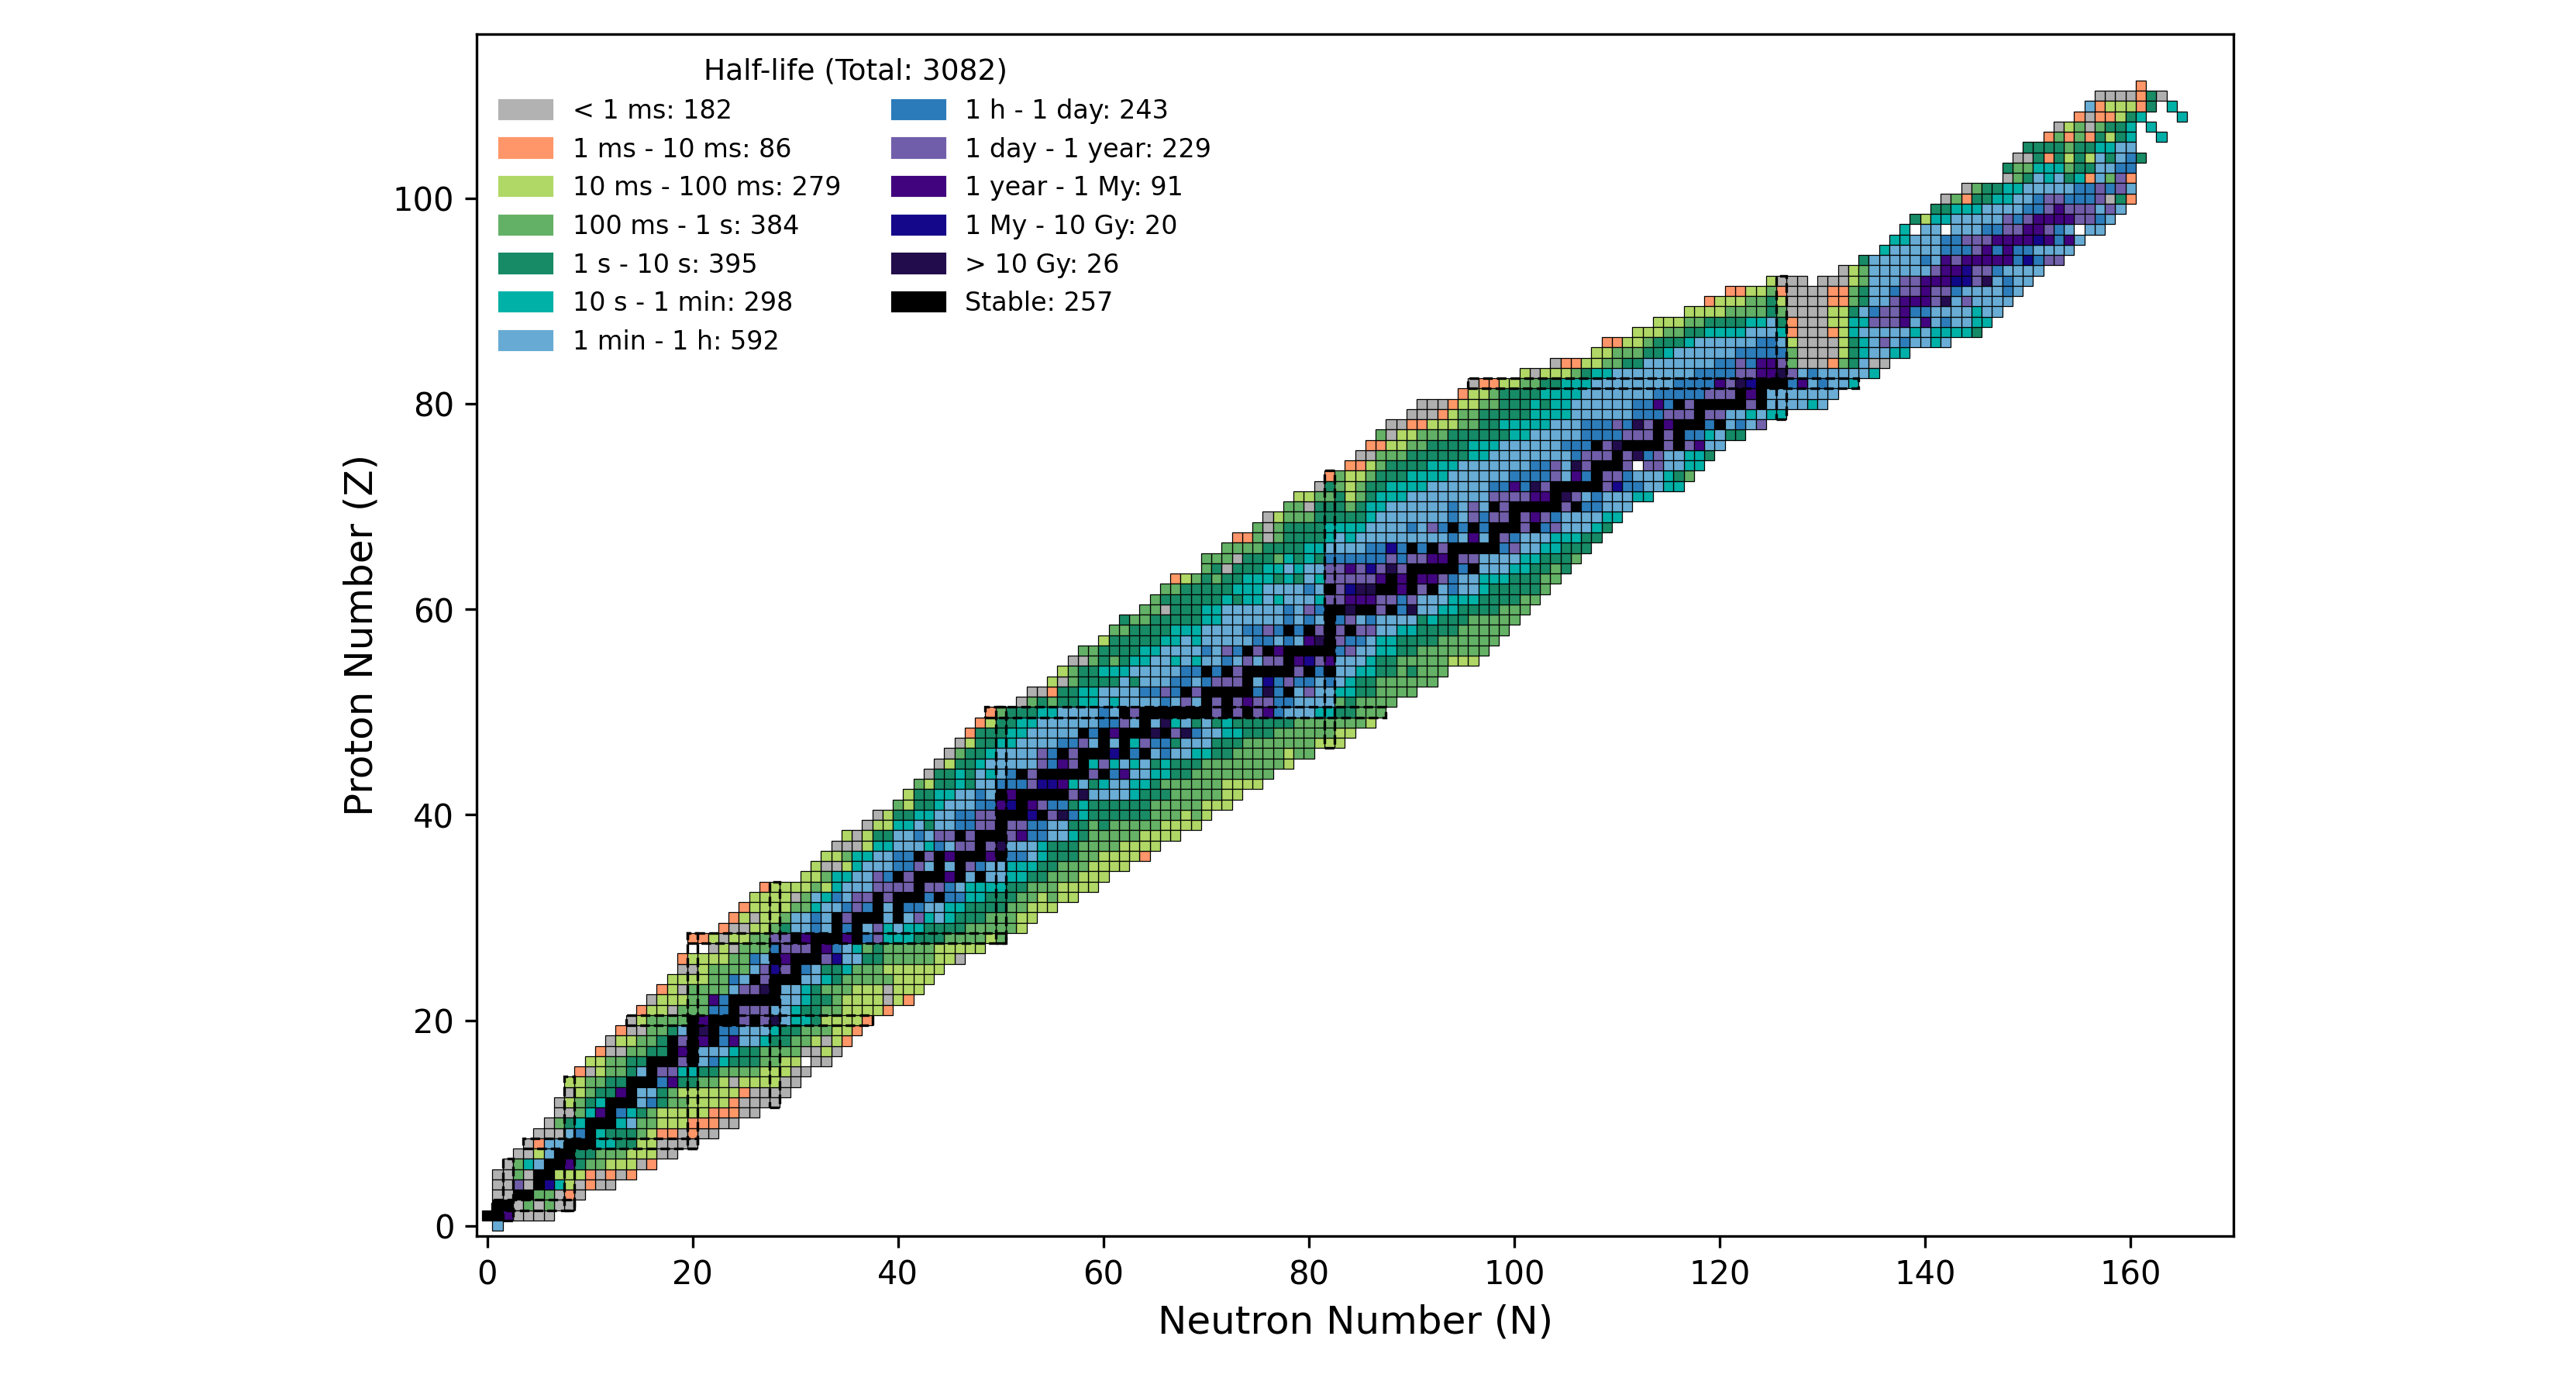 Half-life (Total: 3082)
< 1 ms: 182
1 ms - 10 ms: 86
10 ms - 100 ms: 279
100 ms - 1 s: 384
1 s - 10 s: 395
10 s - 1 min: 298
1 min - 1 h: 592
1 h - 1 day: 243
1 day - 1 year: 229
1 year - 1 My: 91
1 My - 10 Gy: 20
> 10 Gy: 26
Stable: 257
Proton Number (Z)
100
80
60
40
20
0
0 20 40 60 80 100 120 140 160
Neutron Number (N)